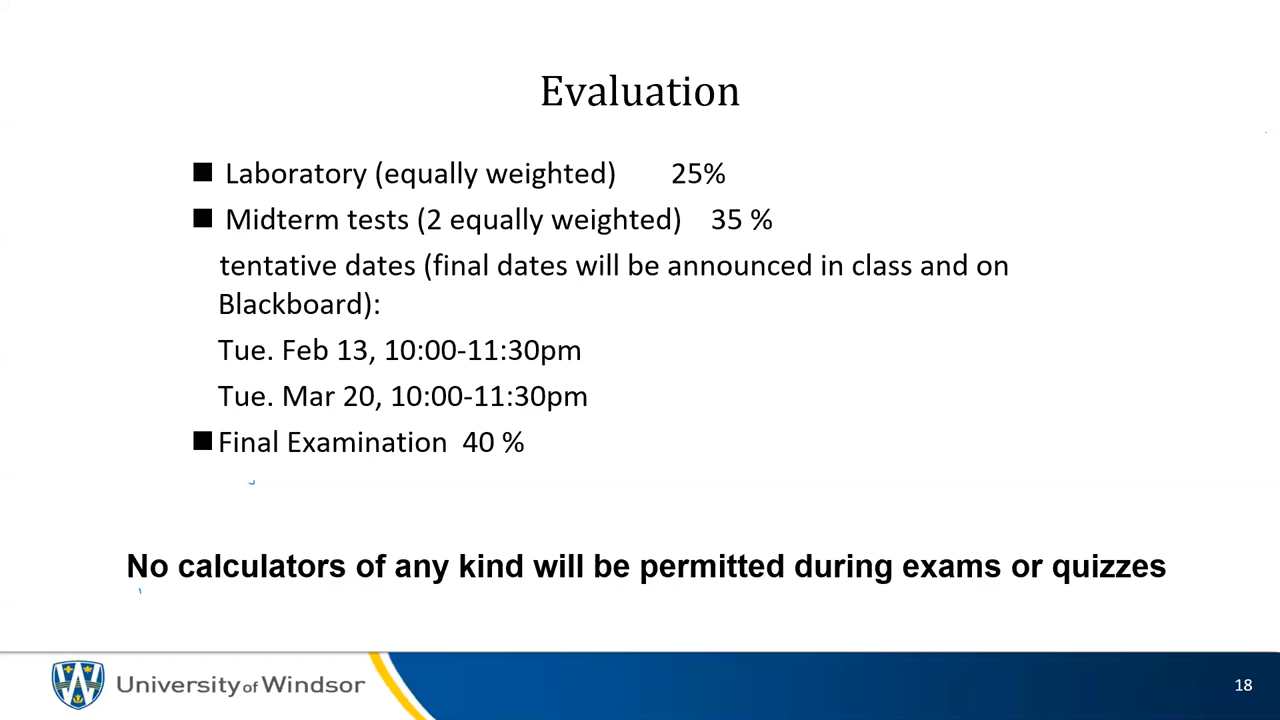 Evaluation
Laboratory (equally weighted) 25%
Midterm tests (2 equally weighted) 35 %
tentative dates (final dates will be announced in class and on
Blackboard):
Tue. Feb 13, 10:00-11:30pm
Tue. Mar 20, 10:00-11:30pm
Final Examination 40 %
No calculators of any kind will be permitted during exams or quizzes
University of Windsor
18